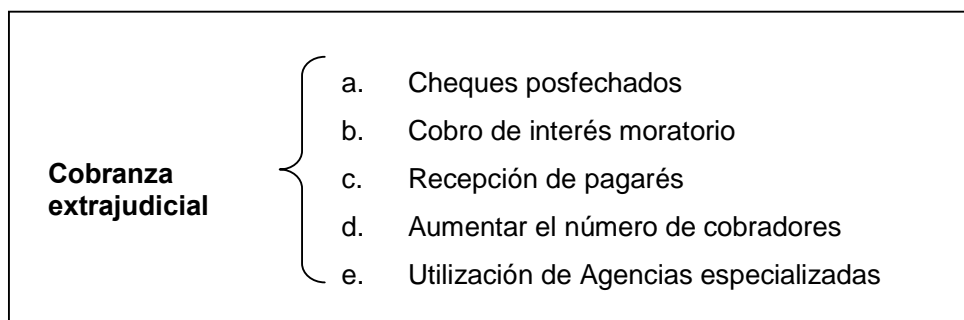 Cobranza
extrajudicial
a. Cheques posfechados
b. Cobro de interés moratorio
c. Recepción de pagarés
d. Aumentar el número de cobradores
e. Utilización de Agencias especializadas